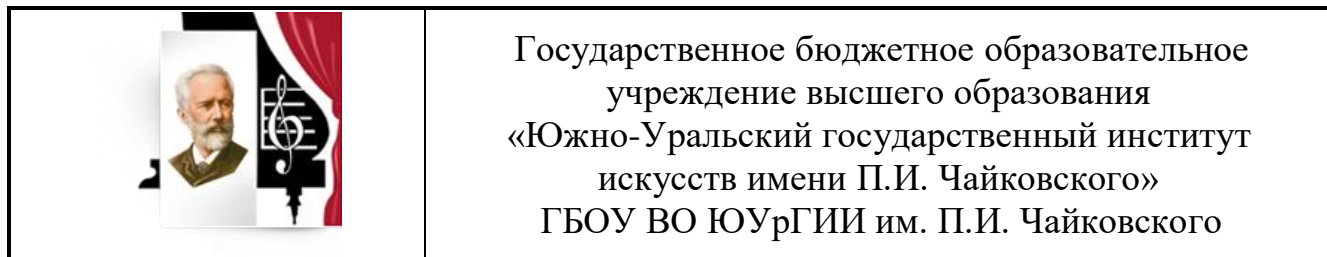 Государственное бюджетное образовательное
учреждение высшего образования
«Южно-Уральский государственный институт
искусств имени П.И. Чайковского»
ГБОУ ВО ЮУрГИИ им. П.И. Чайковского